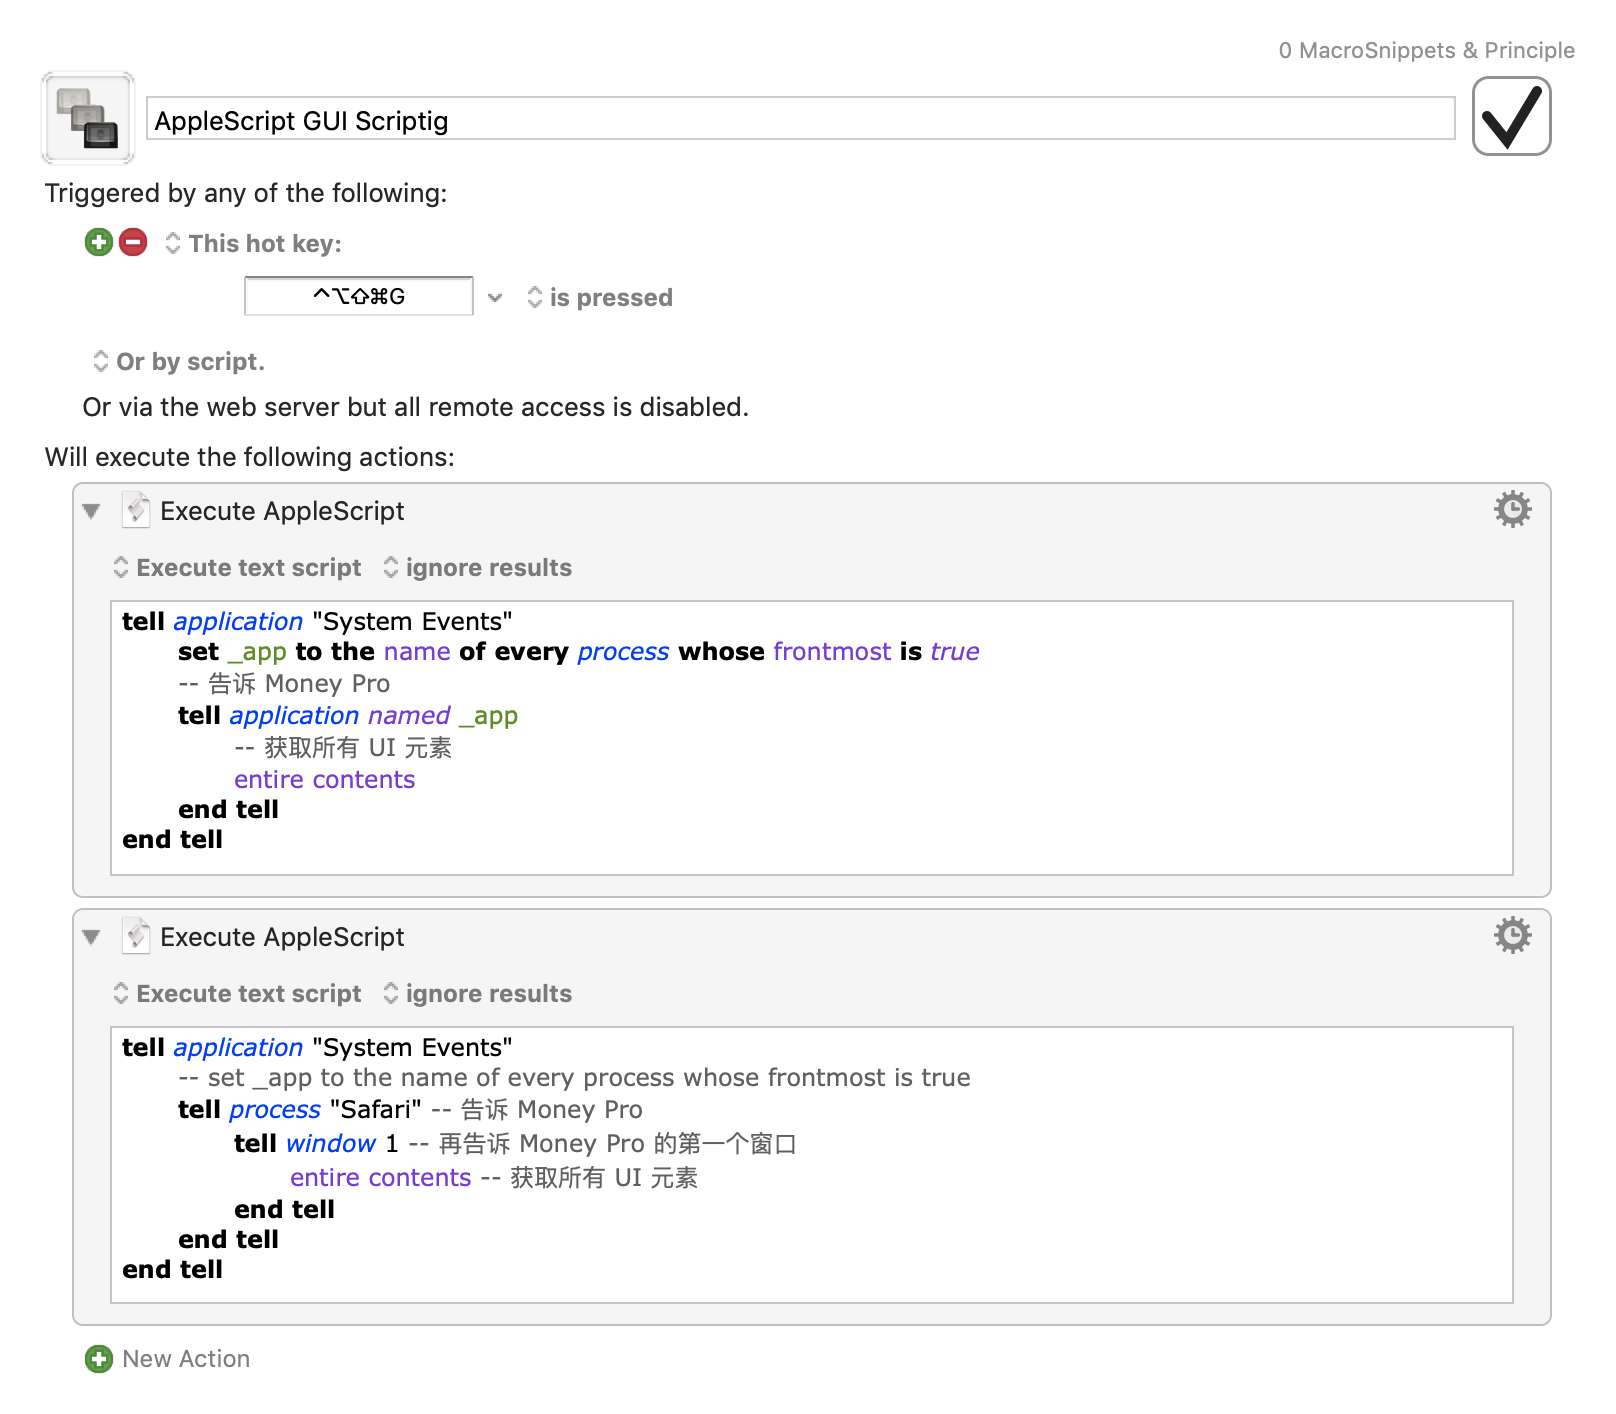 0 MacroSnippets & Principle
AppleScript GUI Scriptig
Triggered by any of the following:
This hot key:
^⌥⇧⌘G is pressed
Or by script.
Or via the web server but all remote access is disabled.
Will execute the following actions:
Execute AppleScript
Execute text script ignore results
tell application "System Events"
set _app to the name of every process whose frontmost is true
-- 告诉 Money Pro
tell application named _app
-- 获取所有 UI 元素
entire contents
end tell
end tell
Execute AppleScript
Execute text script ignore results
tell application "System Events"
-- set _app to the name of every process whose frontmost is true
tell process "Safari" -- 告诉 Money Pro
tell window 1 -- 再告诉 Money Pro 的第一个窗口
entire contents -- 获取所有 UI 元素
end tell
end tell
end tell
New Action